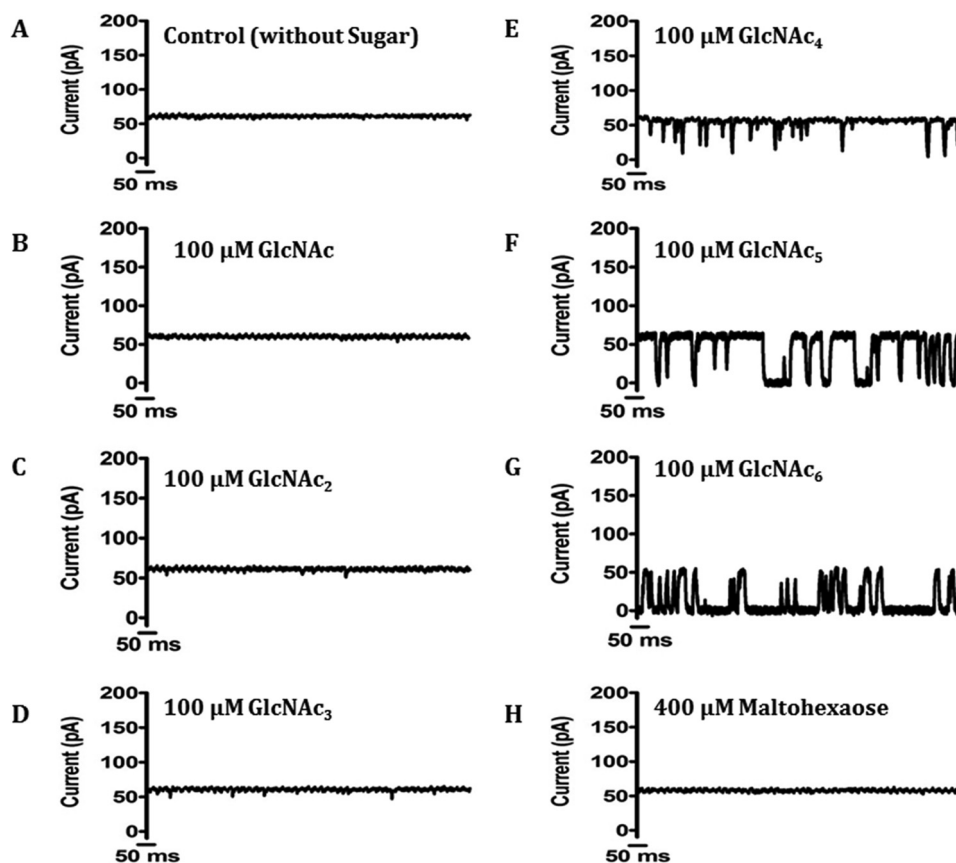 A
Control (without Sugar)
Current (pA)
200
150
100
50
0
50 ms
B
100 µM GlcNAc
Current (pA)
200
150
100
50
0
50 ms
C
100 µM GlcNAc₂
Current (pA)
200
150
100
50
0
50 ms
D
100 µM GlcNAc₃
Current (pA)
200
150
100
50
0
50 ms
E
100 µM GlcNAc₄
Current (pA)
200
150
100
50
0
50 ms
F
100 µM GlcNAc₅
Current (pA)
200
150
100
50
0
50 ms
G
100 µM GlcNAc₆
Current (pA)
200
150
100
50
0
50 ms
H
400 µM Maltohexaose
Current (pA)
200
150
100
50
0
50 ms